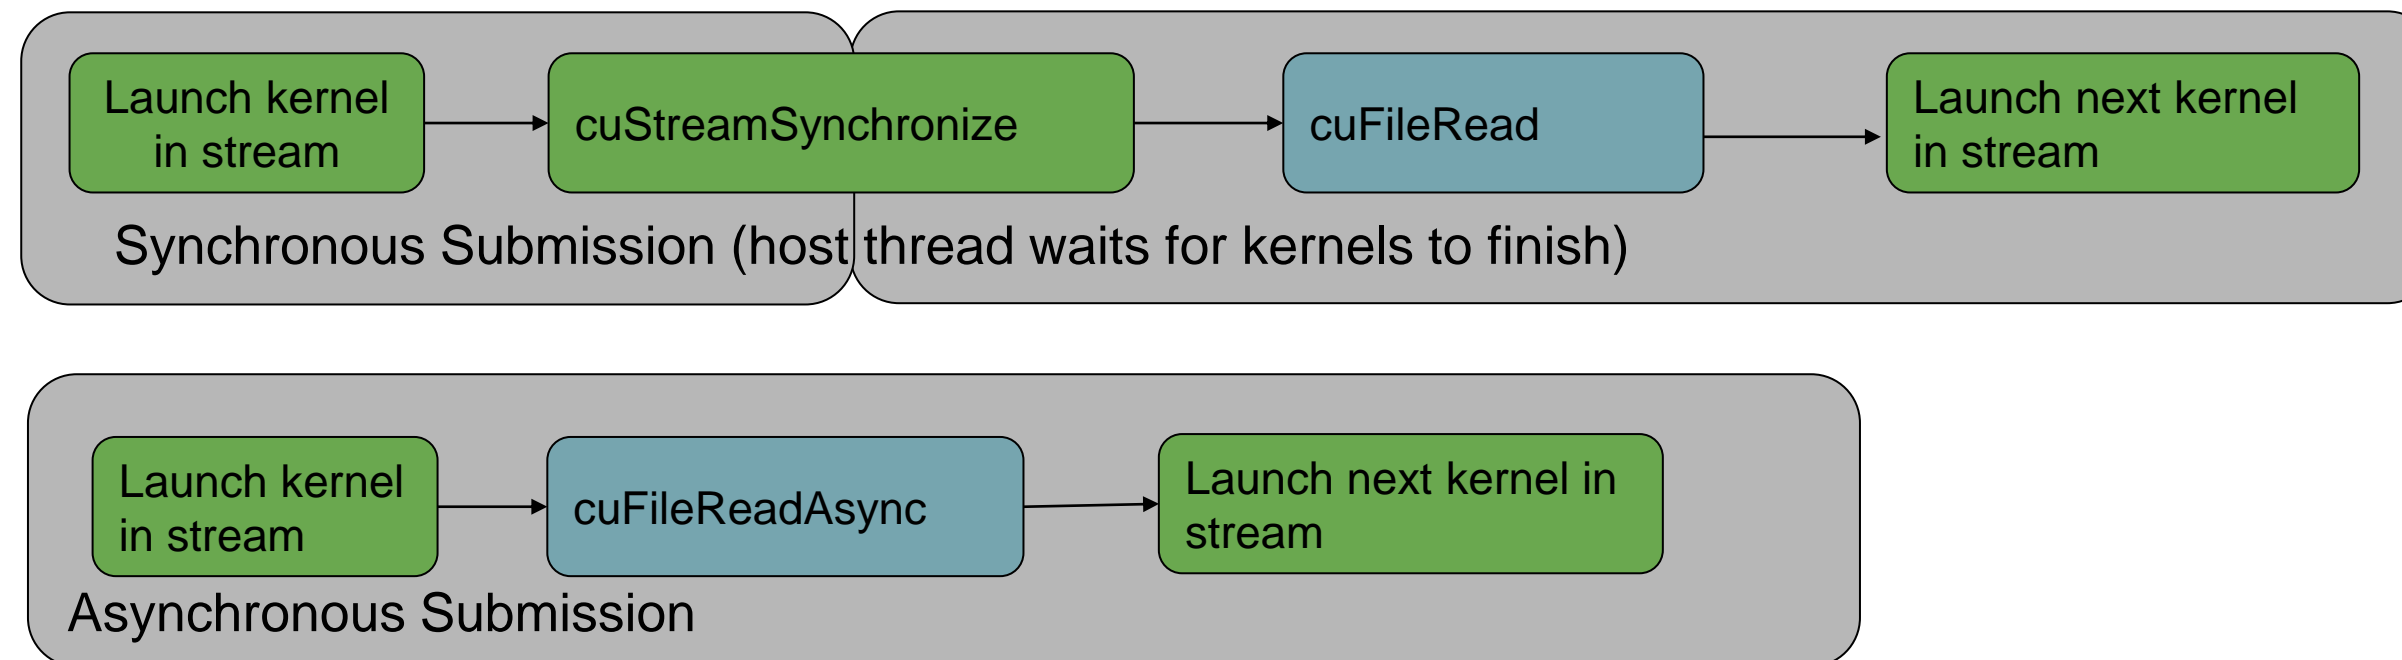 Launch kernel
in stream
cuStreamSynchronize
cuFileRead
Launch next kernel
in stream
Synchronous Submission (host thread waits for kernels to finish)
Launch kernel
in stream
cuFileReadAsync
Launch next kernel in
stream
Asynchronous Submission